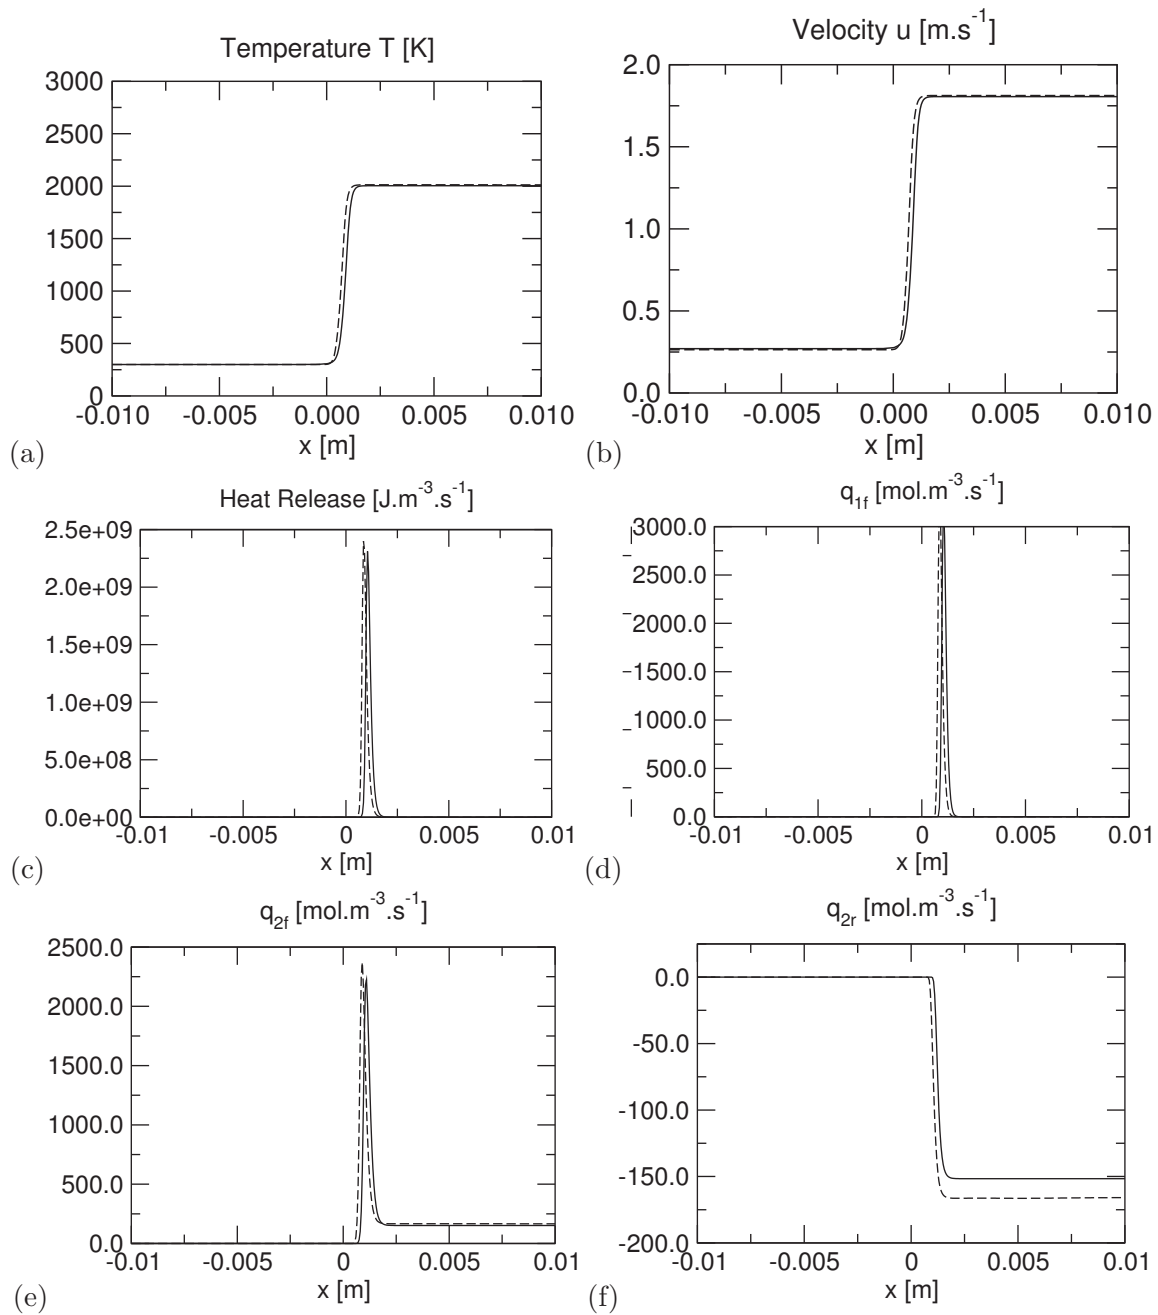 Temperature T [K]
3000
2500
2000
1500
1000
500
0
-0.010 -0.005 0.000 0.005 0.010
x [m]
(a)
Velocity u [m.s-1]
2.0
1.5
1.0
0.5
0.0
-0.010 -0.005 0.000 0.005 0.010
x [m]
(b)
Heat Release [J.m-3.s-1]
2.5e+09
2.0e+09
1.5e+09
1.0e+09
5.0e+08
0.0e+00
-0.01 -0.005 0 0.005 0.01
x [m]
(c)
q1f [mol.m-3.s-1]
3000.0
2500.0
2000.0
1500.0
1000.0
500.0
0.0
-0.01 -0.005 0 0.005 0.01
x [m]
(d)
q2f [mol.m-3.s-1]
2500.0
2000.0
1500.0
1000.0
500.0
0.0
-0.01 -0.005 0 0.005 0.01
x [m]
(e)
q2r [mol.m-3.s-1]
0.0
-50.0
-100.0
-150.0
-200.0
-0.01 -0.005 0 0.005 0.01
x [m]
(f)